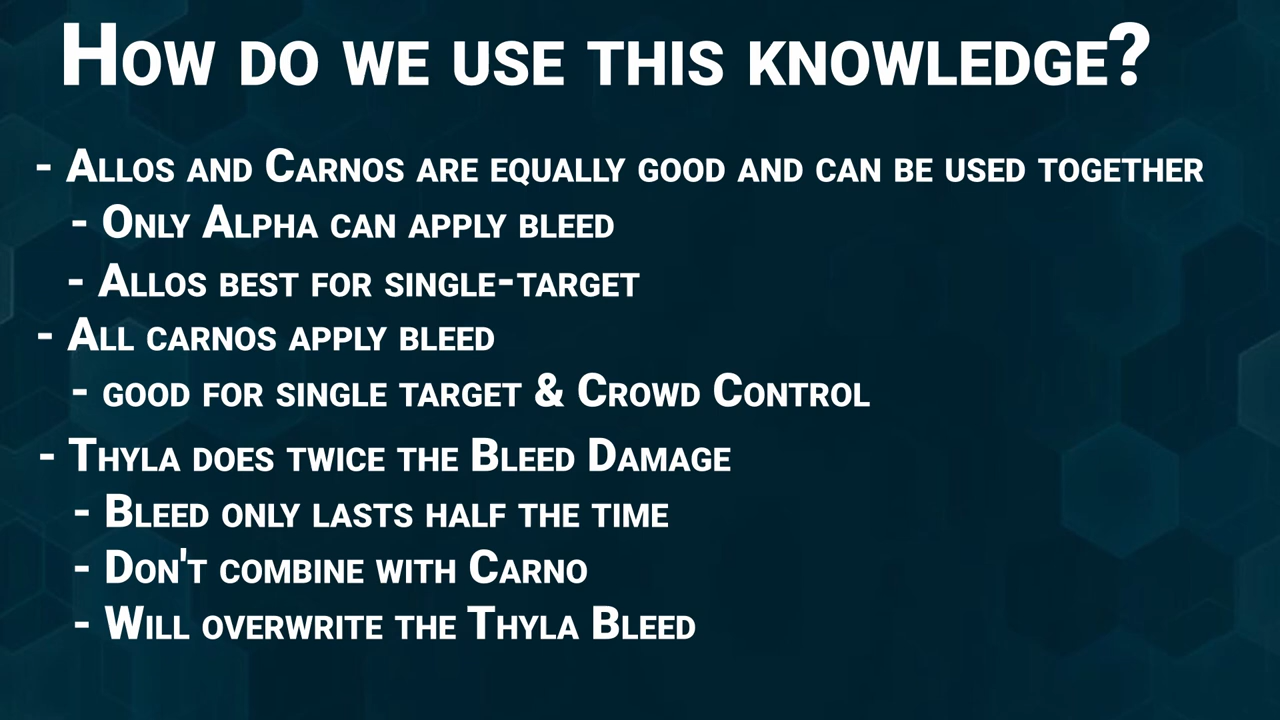 How do we use this knowledge?
- Allos and Carnos are equally good and can be used together
- Only Alpha can apply bleed
- Allos best for single-target
- All carnos apply bleed
- good for single target & Crowd Control
- Thyla does twice the Bleed Damage
- Bleed only lasts half the time
- Don't combine with Carno
- Will overwrite the Thyla Bleed